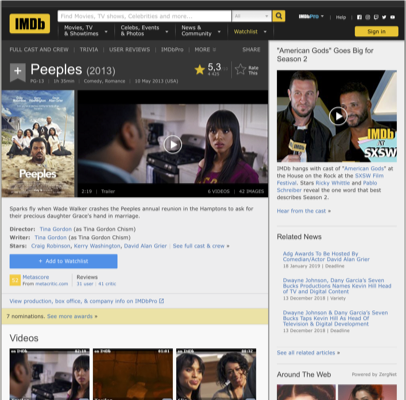 IMDb
Find Movies, TV shows, Celebrities and more...
All
IMDbPro
Help
Movies, TV
& Showtimes
Celebs, Events
& Photos
News &
Community
Watchlist
Sign in
FULL CAST AND CREW | TRIVIA | USER REVIEWS | IMDbPro | MORE
SHARE
+ Peeples (2013)
PG-13 | 1h 35min | Comedy, Romance | 10 May 2013 (USA)
5,3
Rate
This
Peeples
2:19 | Trailer
6 VIDEOS | 42 IMAGES
Sparks fly when Wade Walker crashes the Peeples annual reunion in the Hamptons to ask for
their precious daughter Grace's hand in marriage.
Director: Tina Gordon (as Tina Gordon Chism)
Writer: Tina Gordon (as Tina Gordon Chism)
Stars: Craig Robinson, Kerry Washington, David Alan Grier | See full cast & crew »
+ Add to Watchlist
Metascore
From metacritic.com
Reviews
31 user | 41 critic
View production, box office, & company info on IMDbPro
7 nominations. See more awards »
Videos
"American Gods" Goes Big for
Season 2
IMDb
at
SXSW
IMDb hangs with cast of "American Gods" at
the House on the Rock at the SXSW Film
Festival. Stars Ricky Whittle and Pablo
Schreiber reveal the one word that best
describes Season 2.
Hear from the cast »
Related News
Adg Awards To Be Hosted By
Comedian/Actor David Alan Grier
18 January 2019 | Deadline
Dwayne Johnson, Dany Garcia's Seven
Bucks Productions Names Kevin Hill Head
of TV and Digital Content
13 December 2018 | Variety
Dwayne Johnson & Dany Garcia's Seven
Bucks Taps Kevin Hill As Head Of
Television & Digital Development
13 December 2018 | Deadline
See all related articles »
Around The Web | Powered by ZergNet